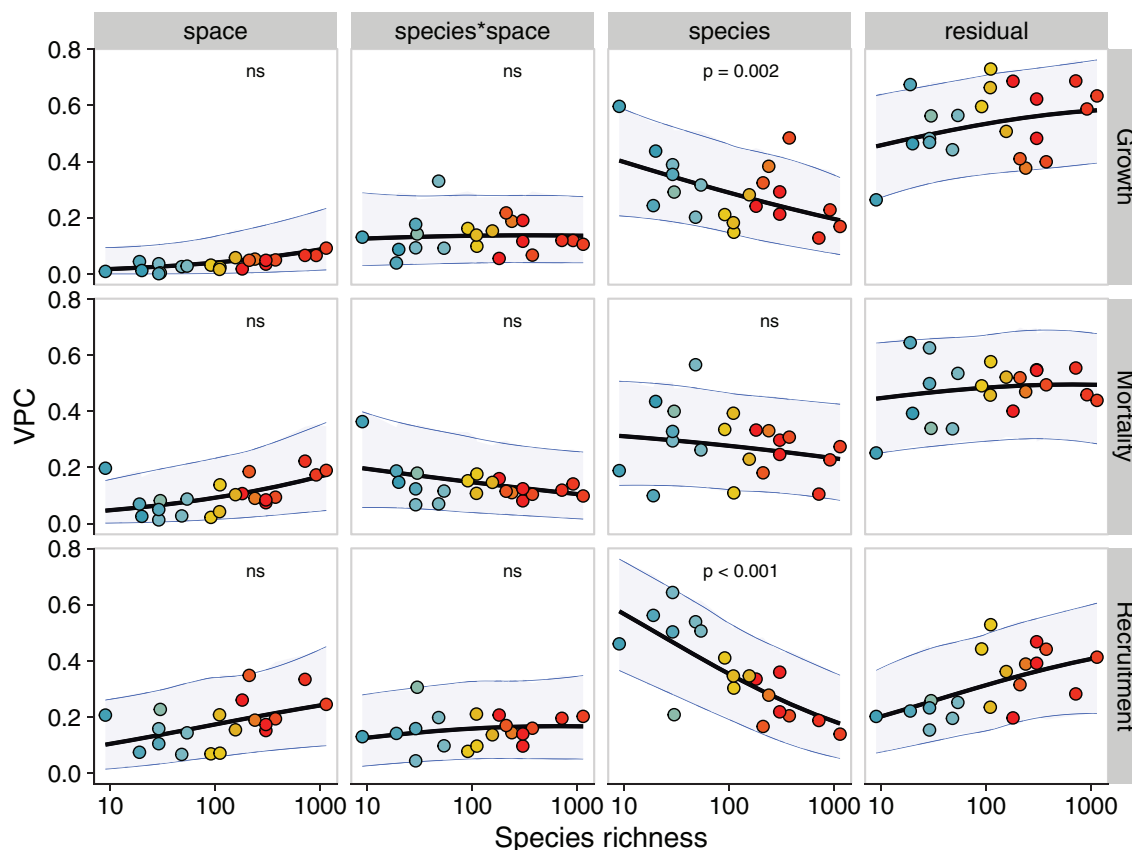 space species*space species residual
0.8 ns ns p = 0.002
0.6
0.4
0.2
0.0
Growth
0.8 ns ns ns
0.6
0.4
0.2
0.0
Mortality
VPC
0.8 ns ns p < 0.001
0.6
0.4
0.2
0.0
Recruitment
10 100 1000 10 100 1000 10 100 1000 10 100 1000
Species richness